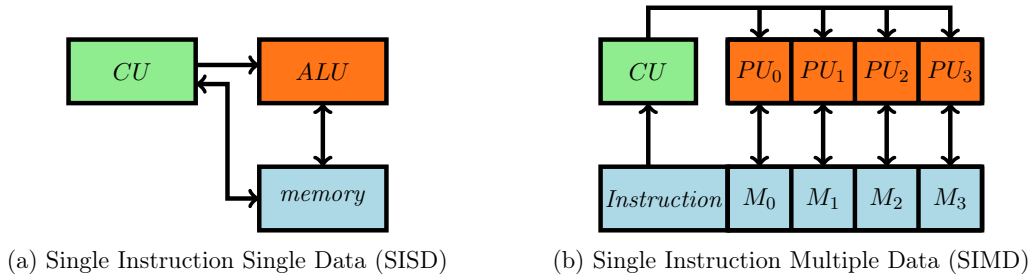 CU
ALU
memory
(a) Single Instruction Single Data (SISD)
CU
PU₀ PU₁ PU₂ PU₃
Instruction M₀ M₁ M₂ M₃
(b) Single Instruction Multiple Data (SIMD)